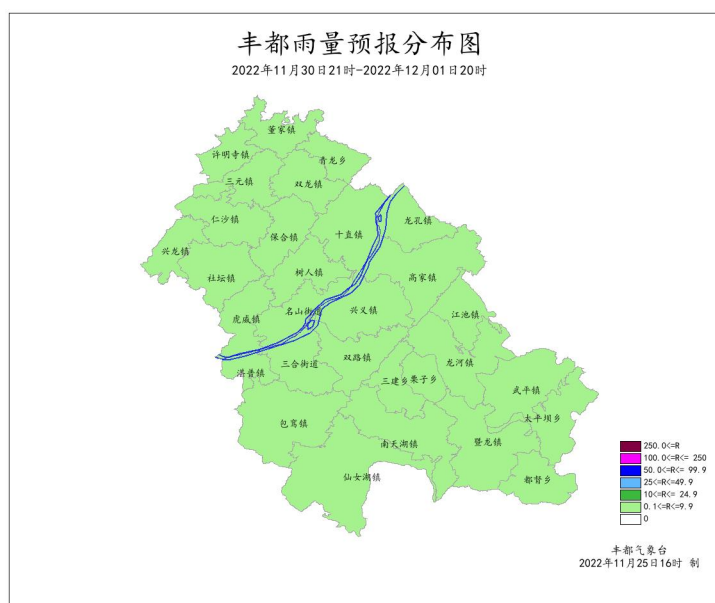 丰都雨量预报分布图
2022年11月30日21时-2022年12月01日20时
董家镇
许明寺镇
青龙乡
三元镇
双龙镇
仁沙镇
龙孔镇
十直镇
保合镇
兴龙镇
树人镇
高家镇
社坛镇
名山街道
兴义镇
江池镇
虎威镇
双路镇
三合街道
龙河镇
湛普镇
三建乡
栗子乡
武平镇
太平坝乡
包鸾镇
南天湖镇
暨龙镇
仙女湖镇
都督乡
250.0<=R
100.0<=R<= 250
50.0<=R<= 99.9
25<=R<=49.9
10<=R<= 24.9
0.1<=R<=9.9
0
丰都气象台
2022年11月25日16时 制